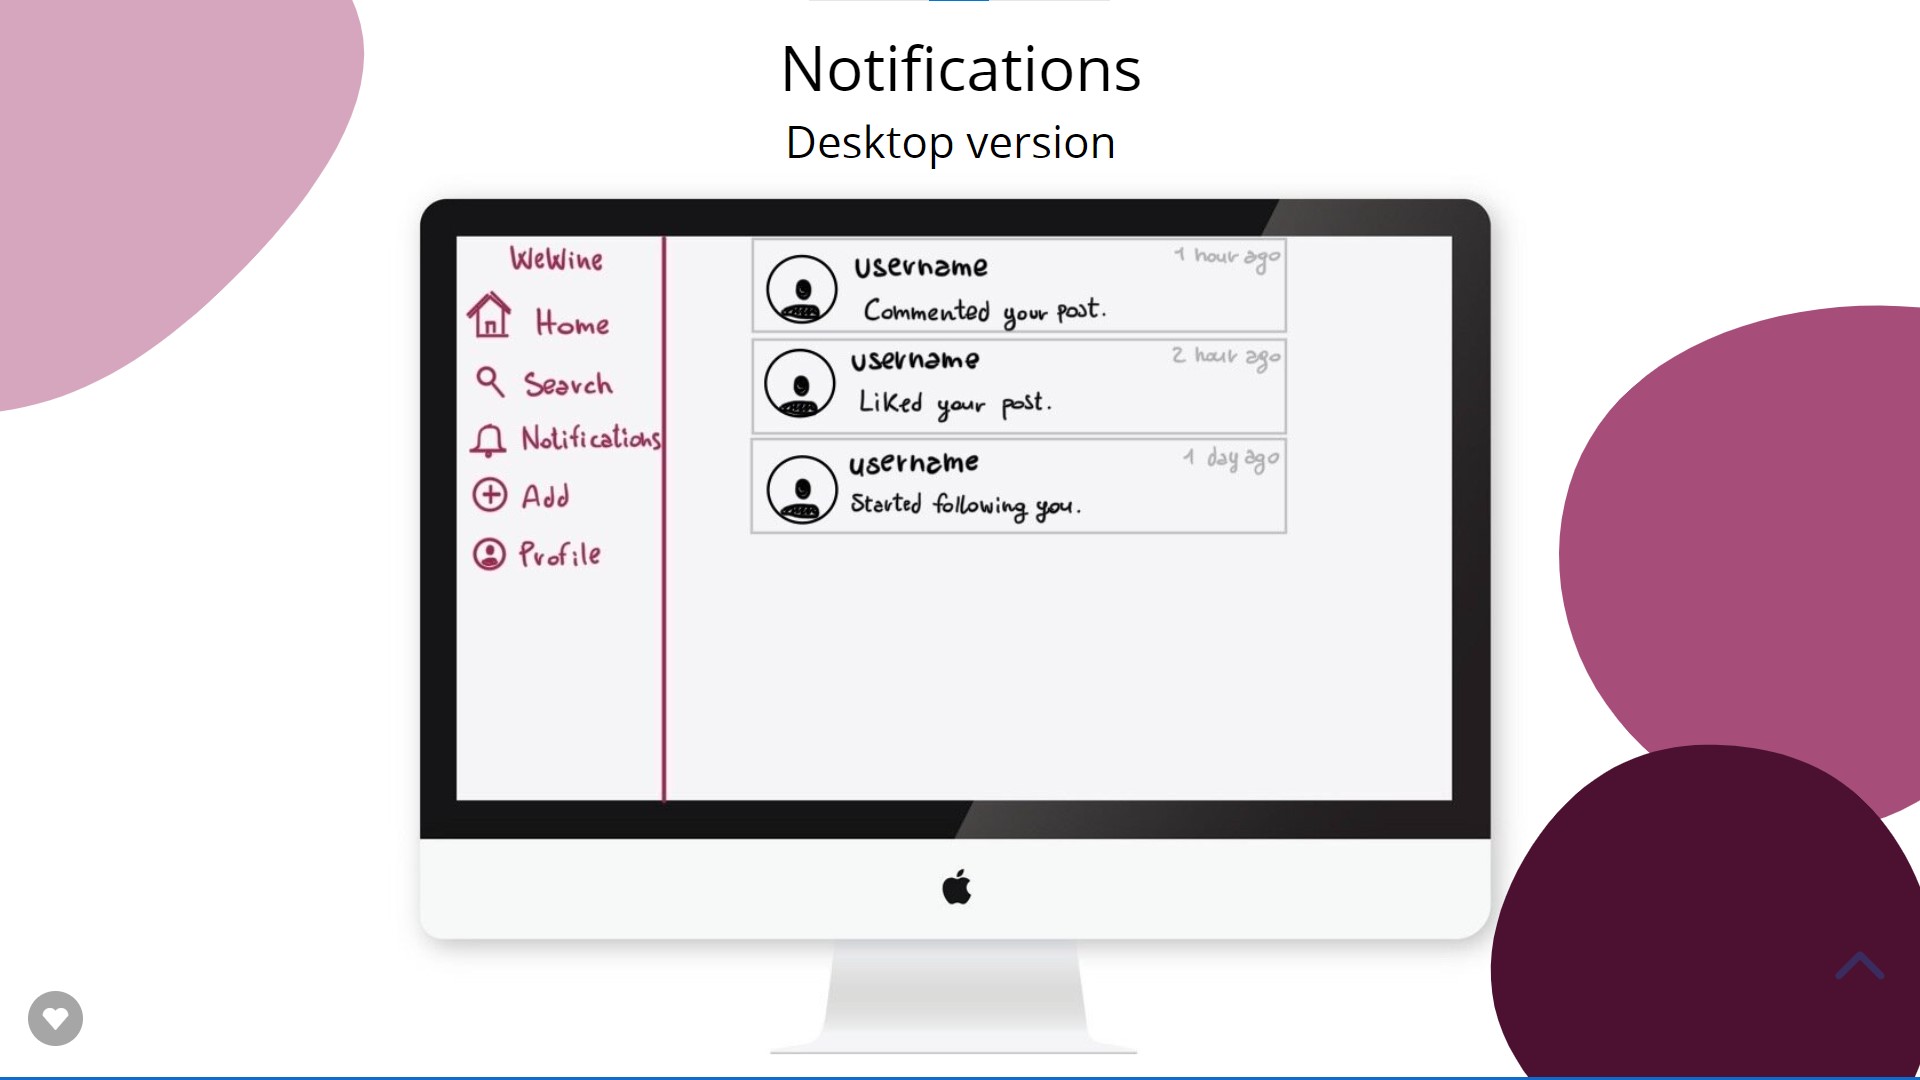 Notifications
Desktop version
WeWine
Home
Search
Notifications
Add
Profile
username
1 hour ago
Commented your post.
username
2 hour ago
Liked your post.
username
1 day ago
Started following you.